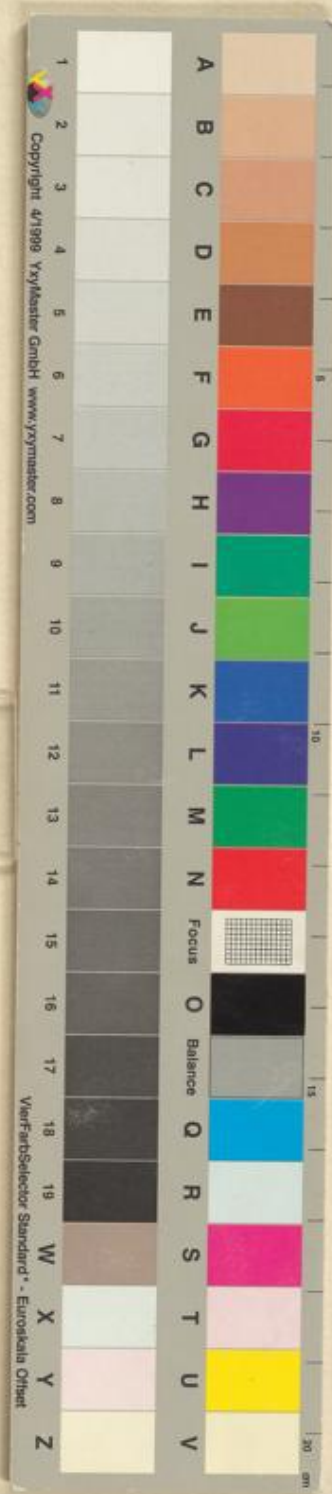 5 10 15 20 cm
A B C D E F G H I J K L M N Focus O Balance Q R S T U V
1 2 3 4 5 6 7 8 9 10 11 12 13 14 15 16 17 18 19 W X Y Z
YXY Copyright 4/1999 YxyMaster GmbH www.yxymaster.com VierFarbSelector Standard* - Euroskala Offset